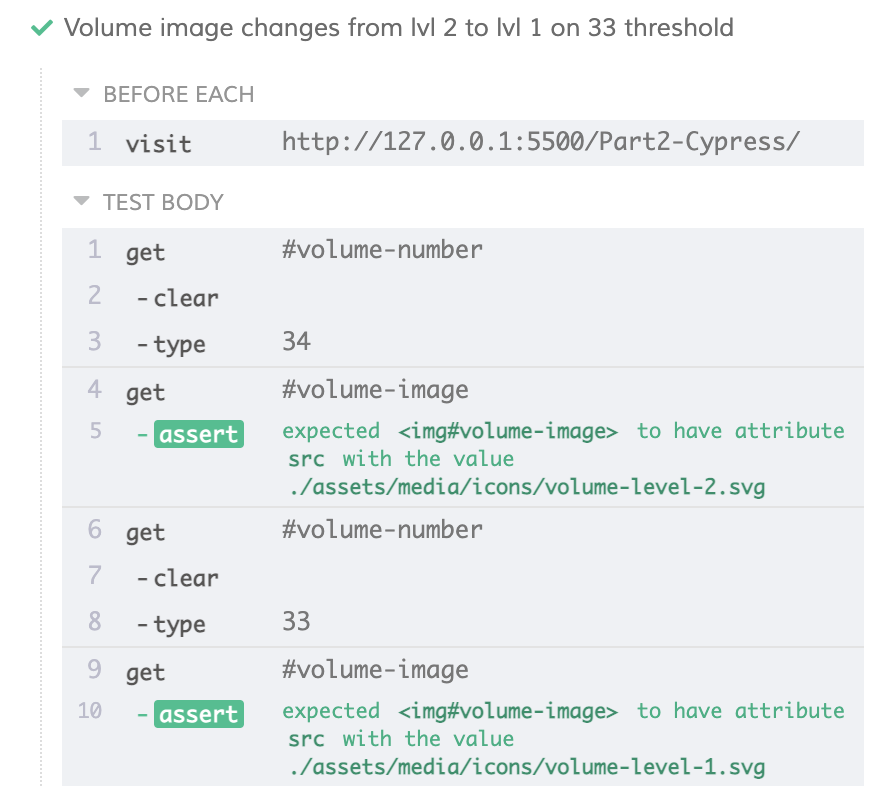 Volume image changes from lvl 2 to lvl 1 on 33 threshold
BEFORE EACH
1 visit http://127.0.0.1:5500/Part2-Cypress/
TEST BODY
1 get #volume-number
2 -clear
3 -type 34
4 get #volume-image
5 -assert expected <img#volume-image> to have attribute
src with the value
./assets/media/icons/volume-level-2.svg
6 get #volume-number
7 -clear
8 -type 33
9 get #volume-image
10 -assert expected <img#volume-image> to have attribute
src with the value
./assets/media/icons/volume-level-1.svg